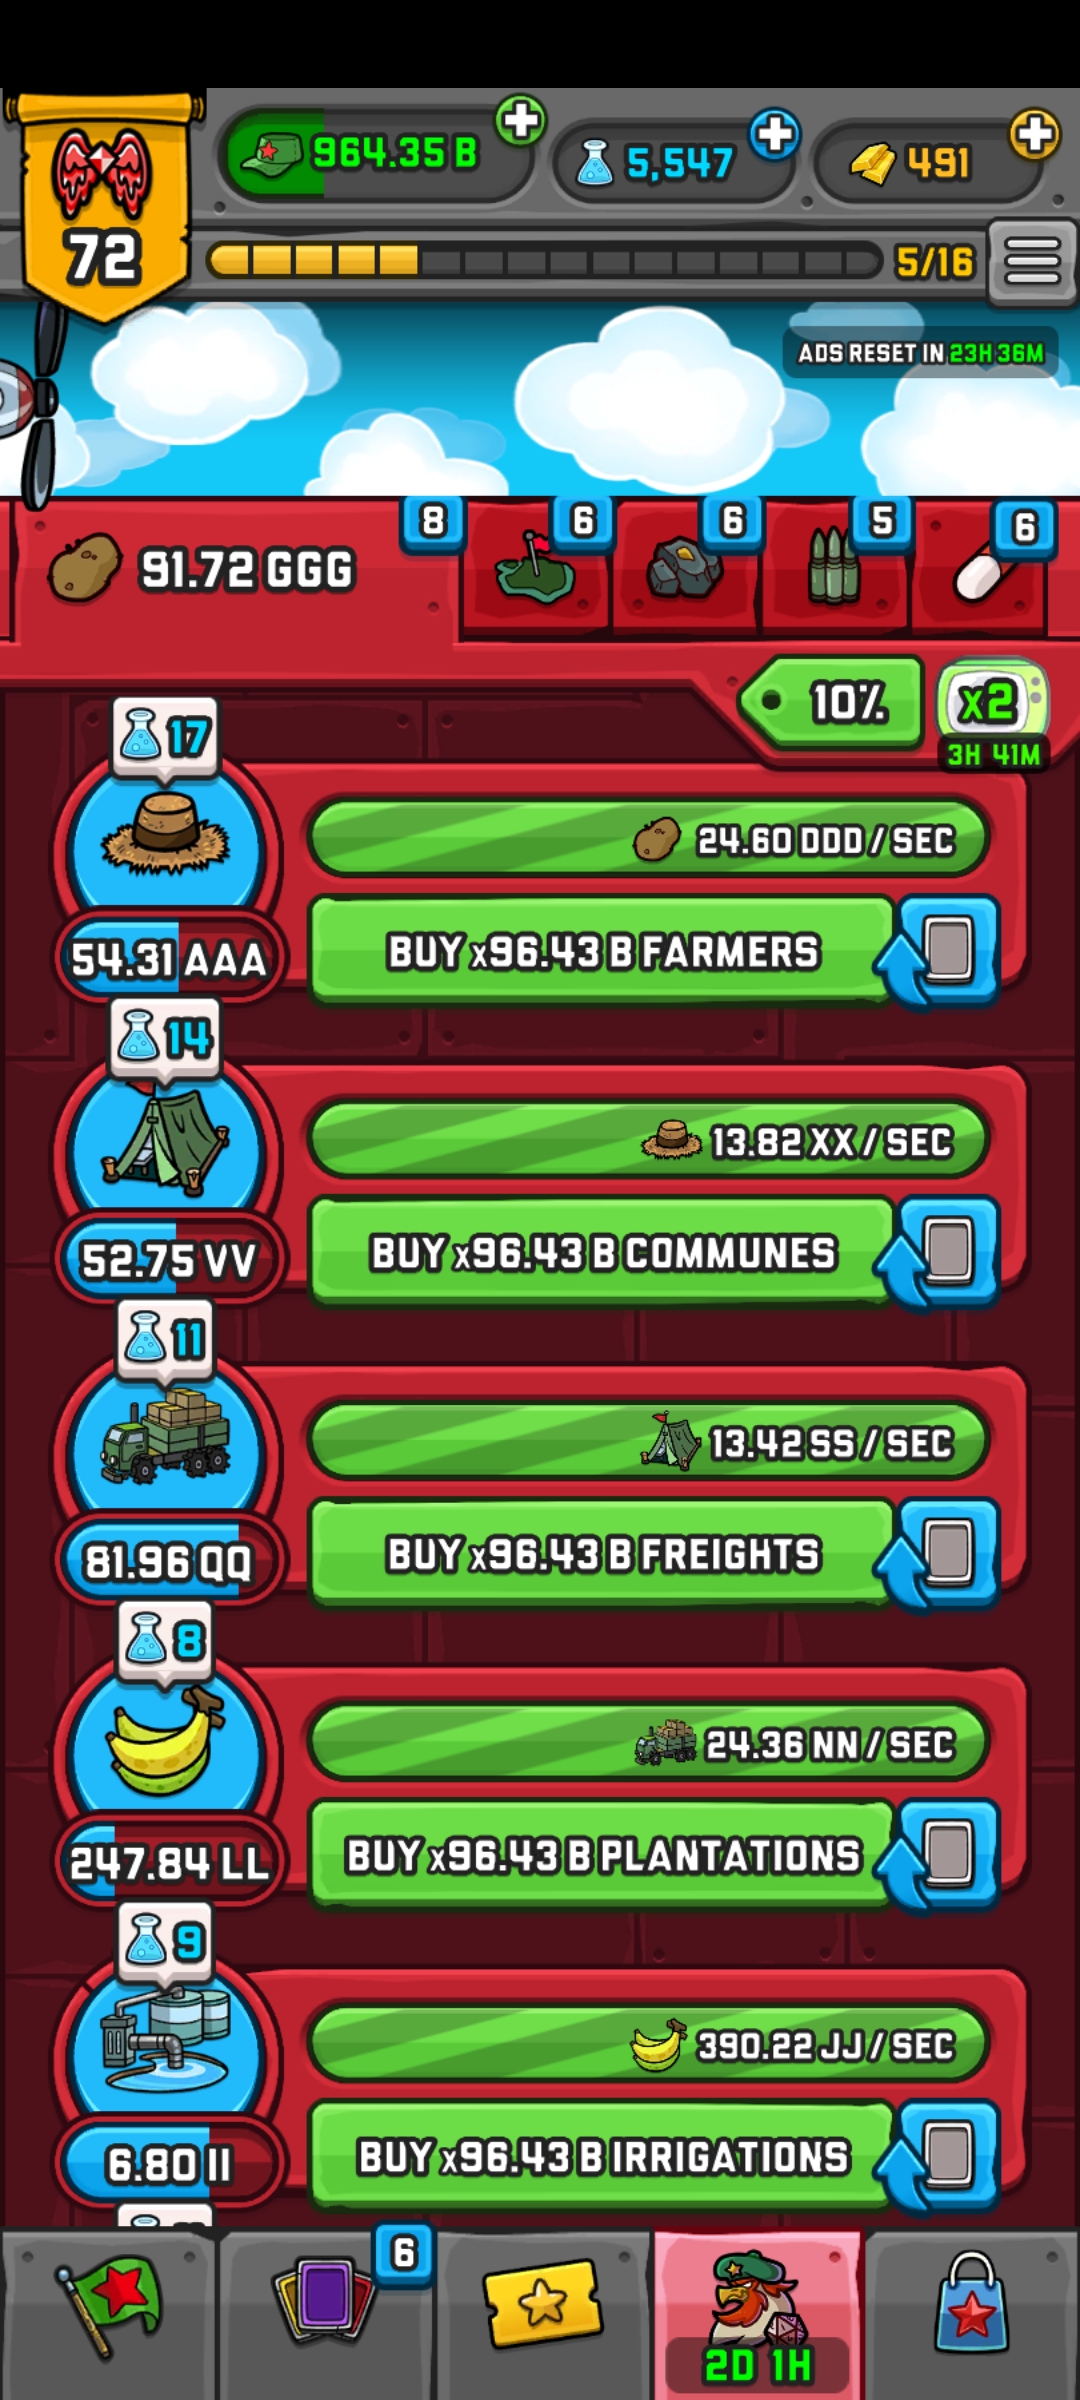 964.35 B
5,547
491
72
5/16
ADS RESET IN 23H 36M
91.72 GGG
8
6
6
5
6
10%
x2
3H 41M
17
24.60 DDD / SEC
BUY x96.43 B FARMERS
54.31 AAA
14
13.82 XX / SEC
BUY x96.43 B COMMUNES
52.75 VV
11
13.42 SS / SEC
BUY x96.43 B FREIGHTS
81.96 QQ
8
24.36 NN / SEC
BUY x96.43 B PLANTATIONS
247.84 LL
9
390.22 JJ / SEC
BUY x96.43 B IRRIGATIONS
6.80 II
6
2D 1H